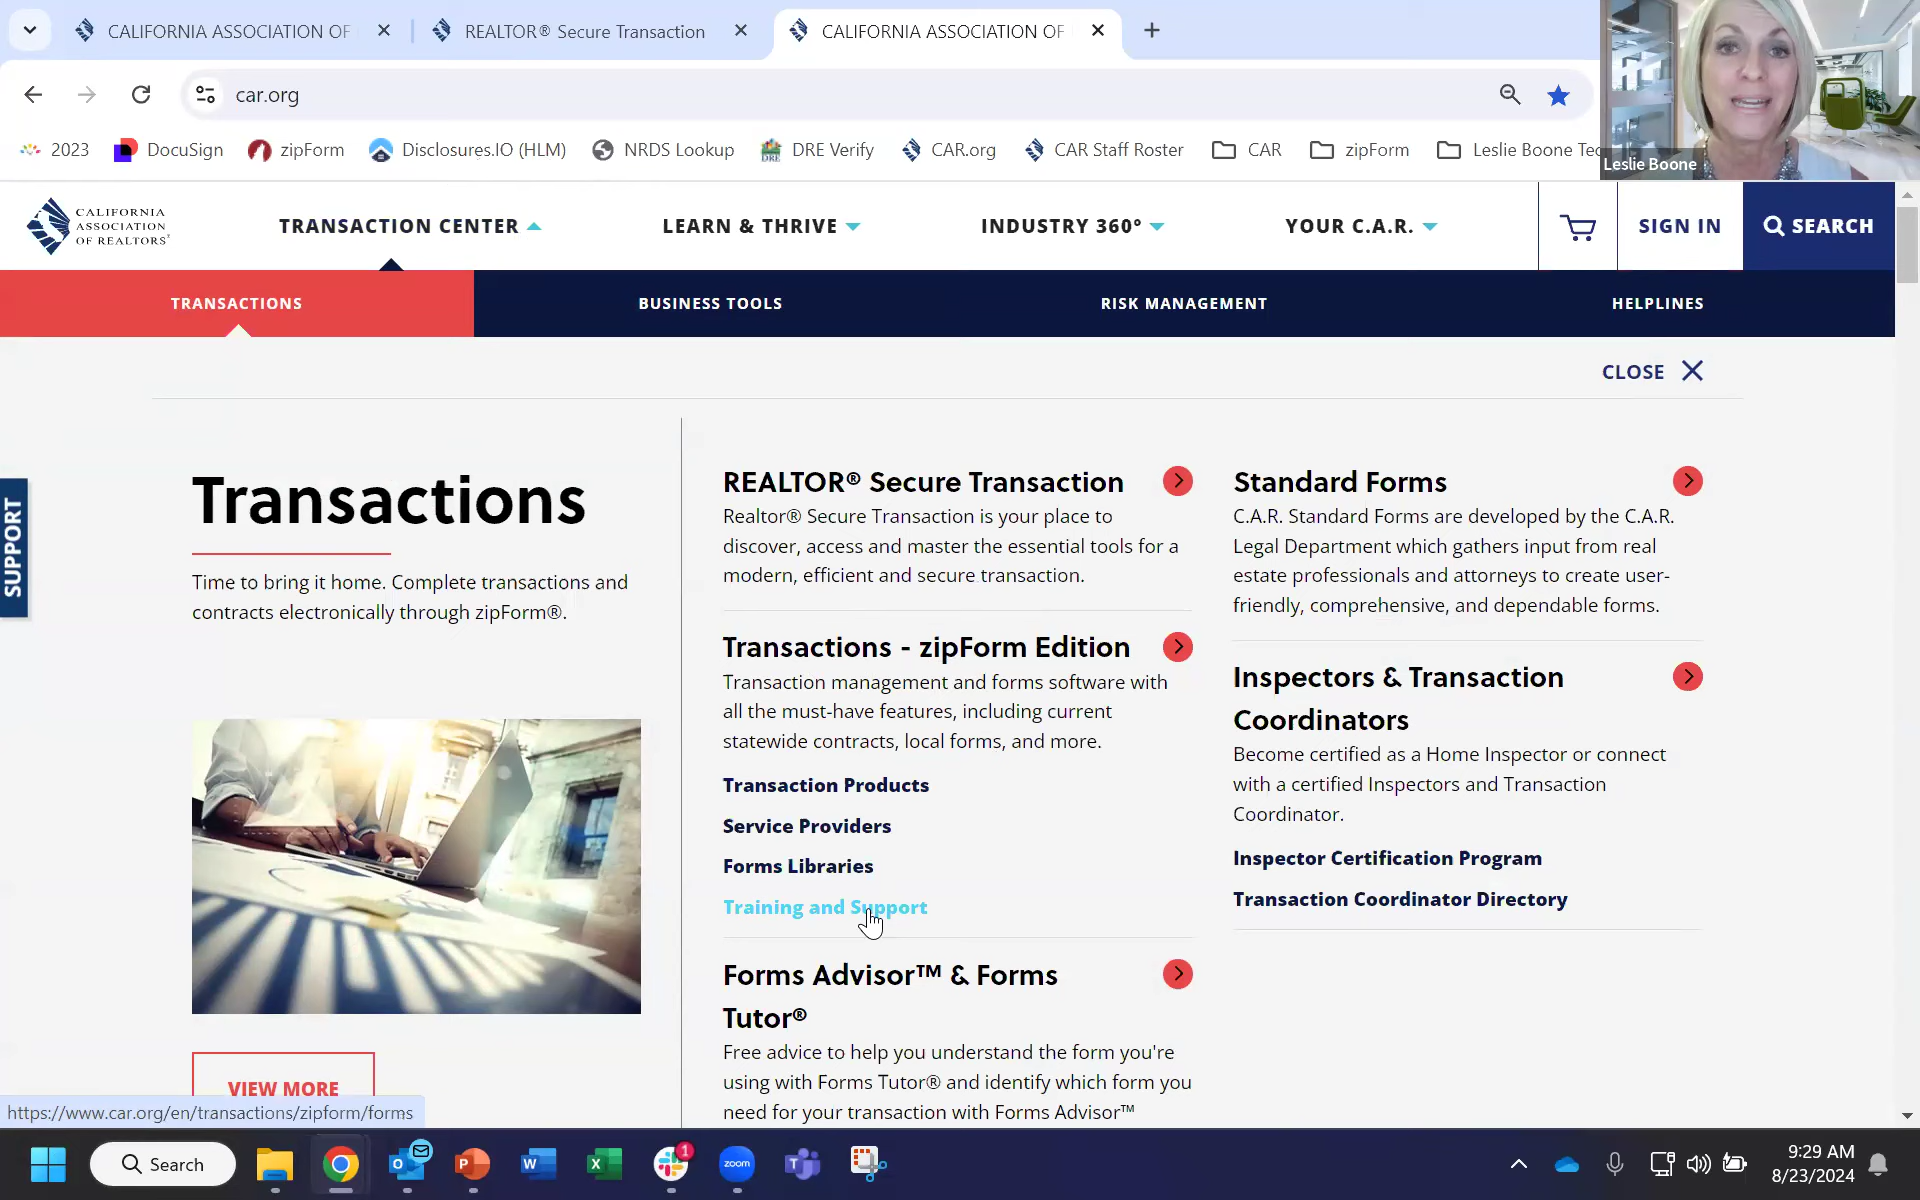 CALIFORNIA ASSOCIATION OF
REALTOR® Secure Transaction
CALIFORNIA ASSOCIATION OF
car.org
2023
DocuSign
zipForm
Disclosures.IO (HLM)
NRDS Lookup
DRE Verify
CAR.org
CAR Staff Roster
CAR
zipForm
Leslie Boone Tec
Leslie Boone
CALIFORNIA
ASSOCIATION
OF REALTORS®
TRANSACTION CENTER
LEARN & THRIVE
INDUSTRY 360°
YOUR C.A.R.
SIGN IN
SEARCH
TRANSACTIONS
BUSINESS TOOLS
RISK MANAGEMENT
HELPLINES
CLOSE
SUPPORT
Transactions
Time to bring it home. Complete transactions and
contracts electronically through zipForm®.
VIEW MORE
REALTOR® Secure Transaction
Realtor® Secure Transaction is your place to
discover, access and master the essential tools for a
modern, efficient and secure transaction.
Transactions - zipForm Edition
Transaction management and forms software with
all the must-have features, including current
statewide contracts, local forms, and more.
Transaction Products
Service Providers
Forms Libraries
Training and Support
Forms Advisor™ & Forms
Tutor®
Free advice to help you understand the form you're
using with Forms Tutor® and identify which form you
need for your transaction with Forms Advisor™
Standard Forms
C.A.R. Standard Forms are developed by the C.A.R.
Legal Department which gathers input from real
estate professionals and attorneys to create user-
friendly, comprehensive, and dependable forms.
Inspectors & Transaction
Coordinators
Become certified as a Home Inspector or connect
with a certified Inspectors and Transaction
Coordinator.
Inspector Certification Program
Transaction Coordinator Directory
https://www.car.org/en/transactions/zipform/forms
Search
1
zoom
9:29 AM
8/23/2024